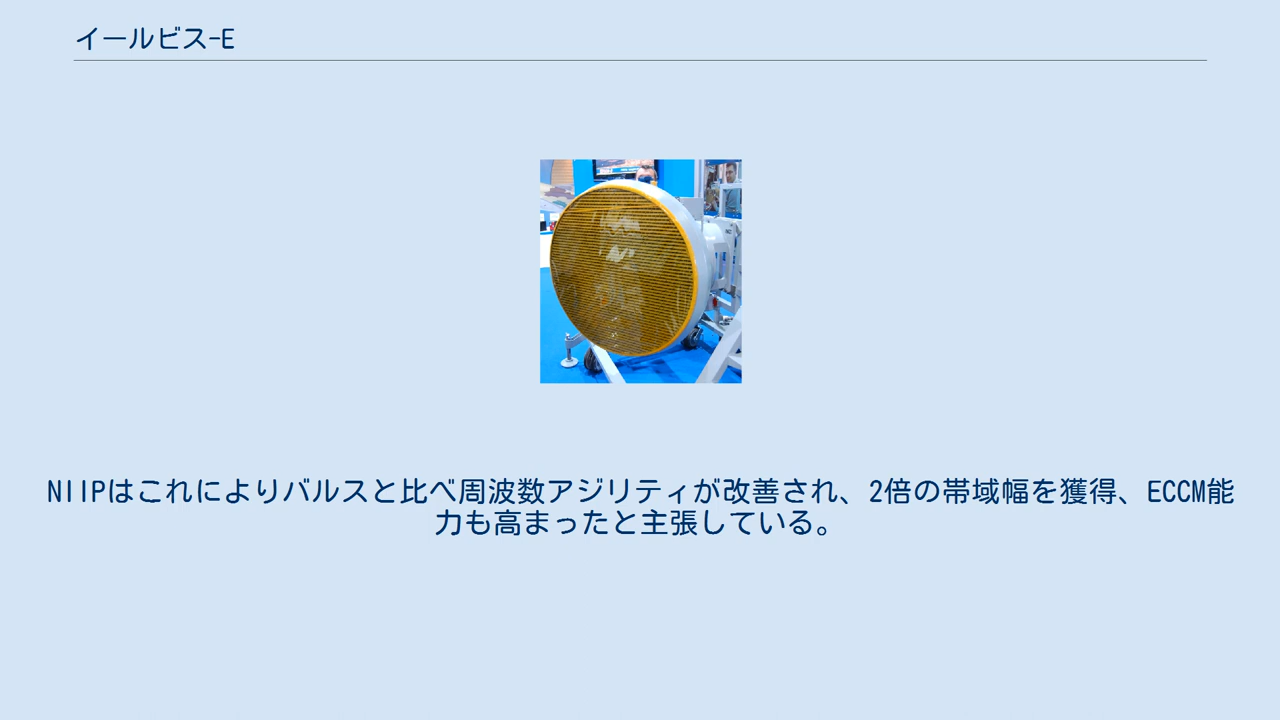 イールビス-E
NIIPはこれによりバルスと比べ周波数アジリティが改善され、2倍の帯域幅を獲得、ECCM能
力も高まったと主張している。